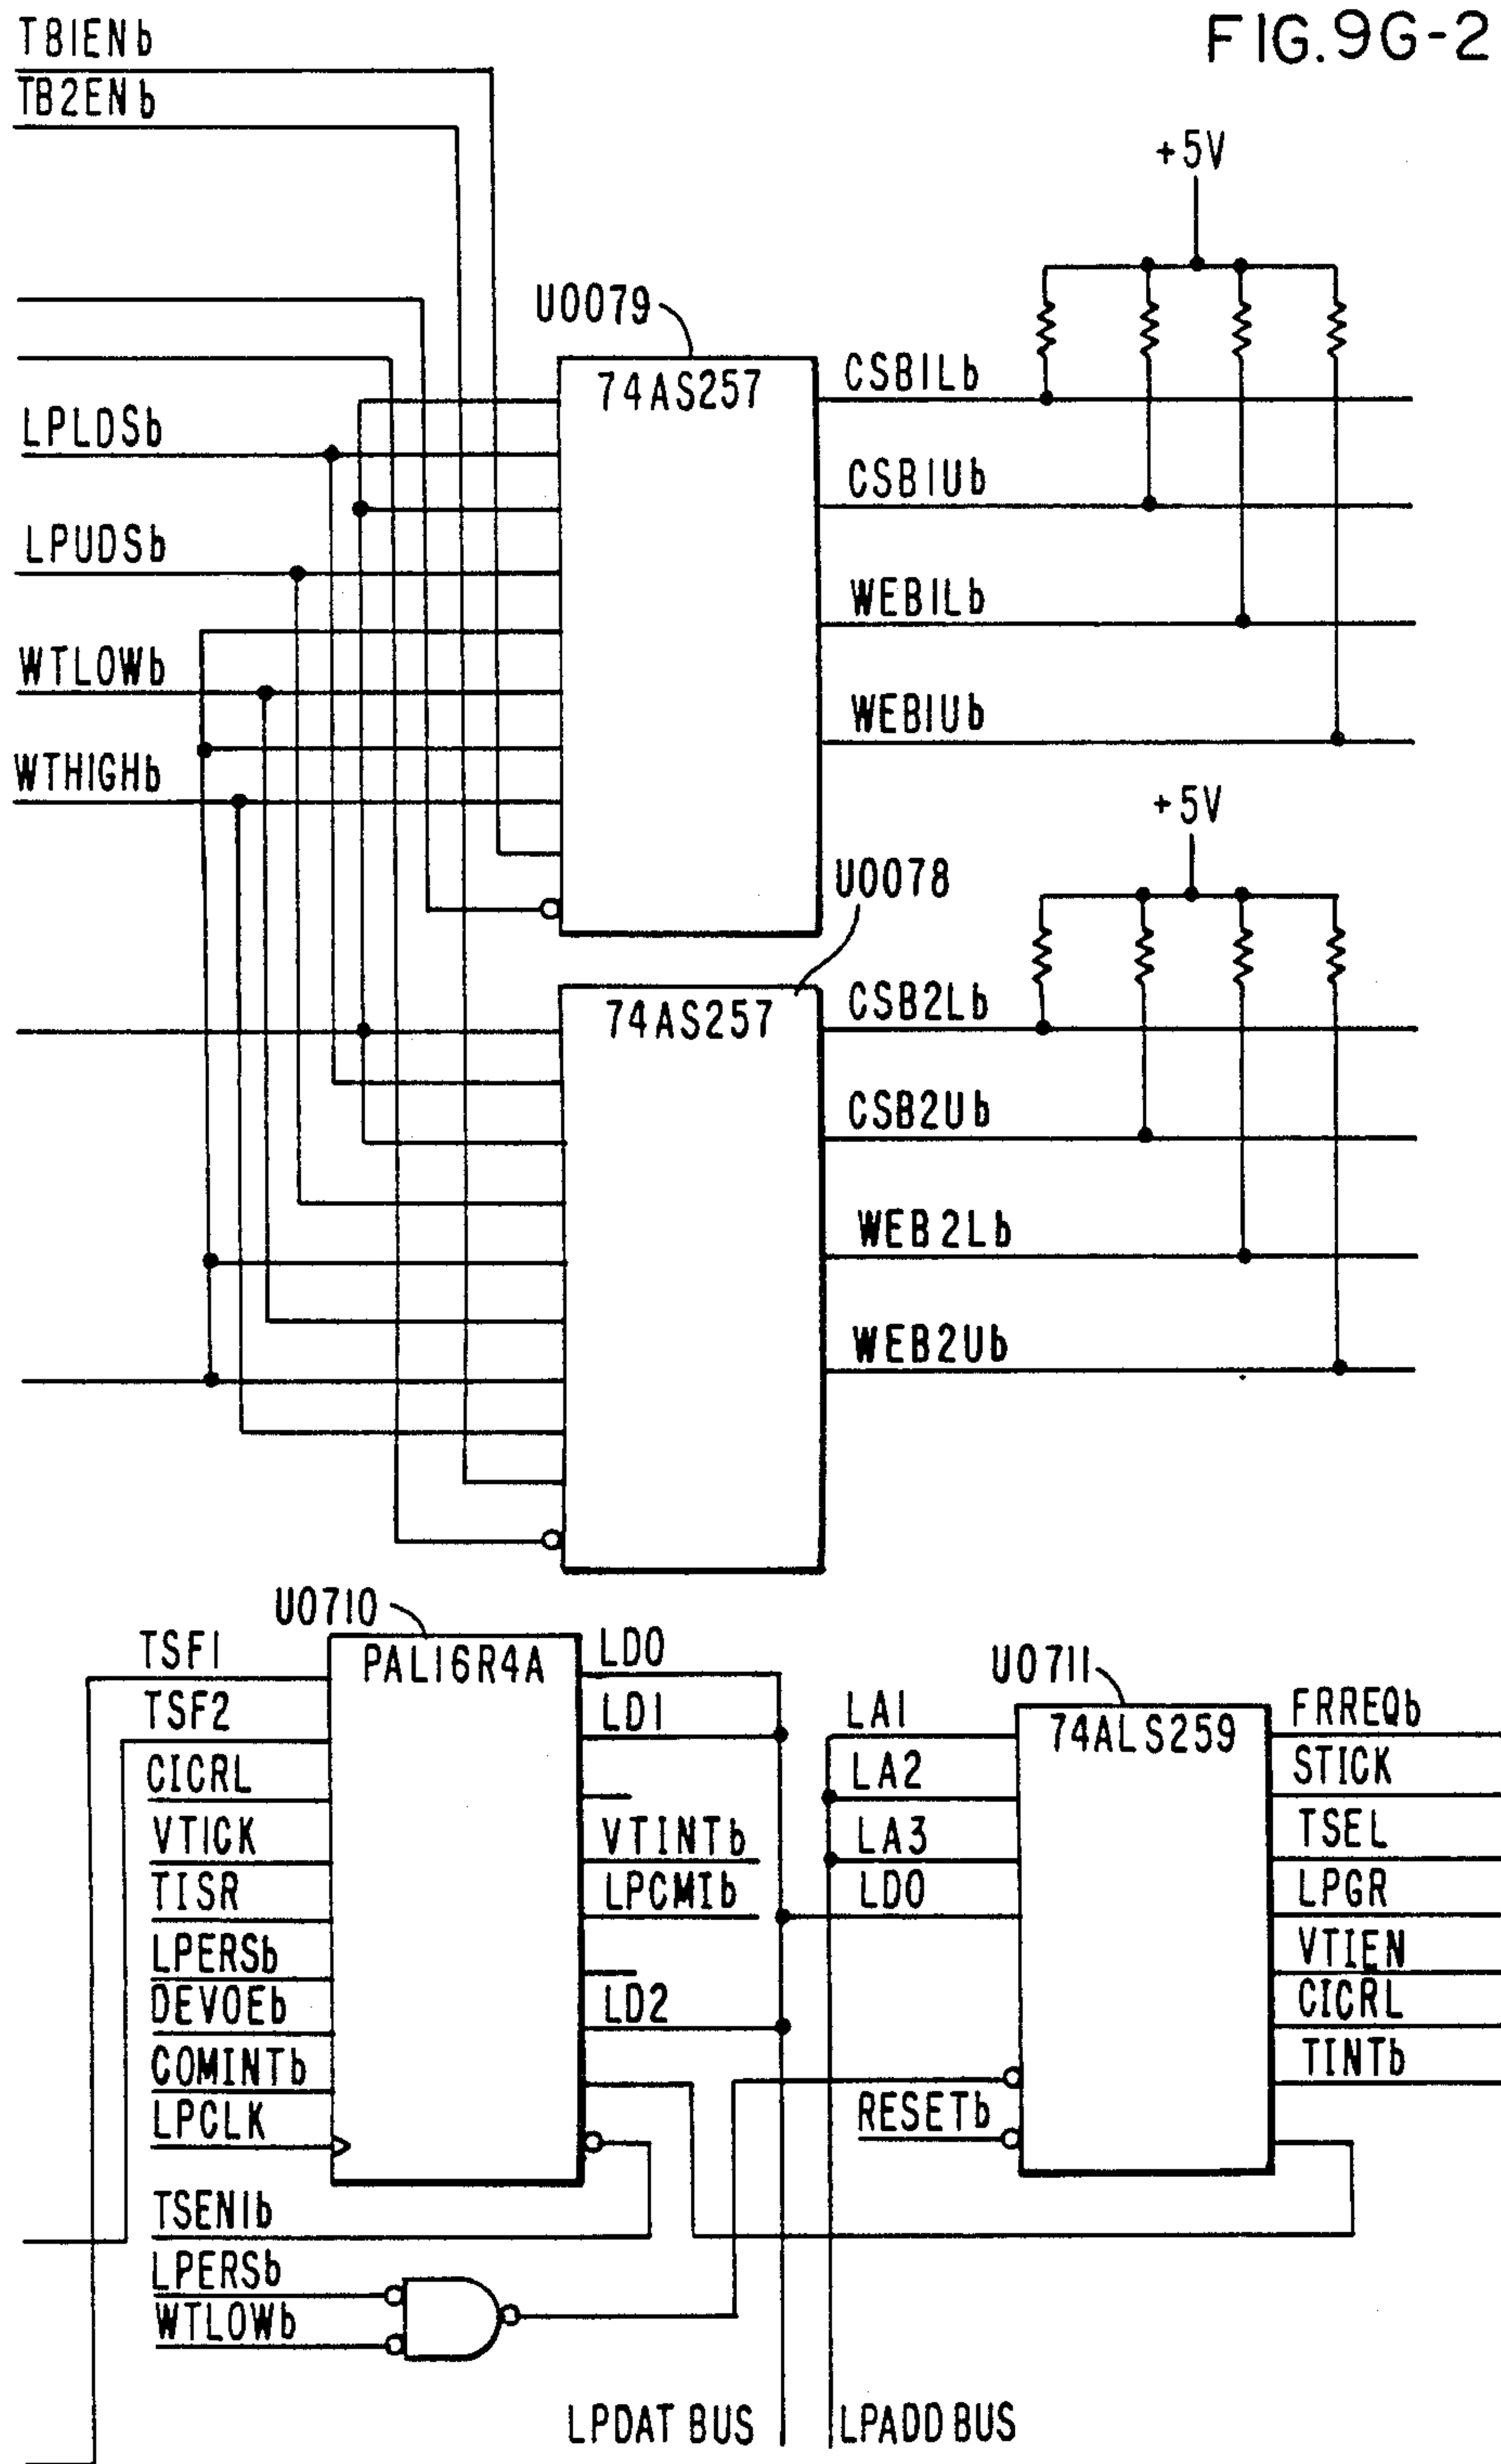 FIG.9G-2
TB1ENb
TB2ENb
+5V
U0079
74AS257
CSB1Lb
LPLDSb
CSB1Ub
LPUDSb
WEB1Lb
WTLOWb
WEB1Ub
WTHIGHb
+5V
U0078
74AS257
CSB2Lb
CSB2Ub
WEB2Lb
WEB2Ub
U0710
PAL16R4A
TSF1
TSF2
CICRL
VTICK
TISR
LPERSb
DEVOEb
COMINTb
LPCLK
TSEN1b
LPERSb
WTLOWb
LD0
LD1
VTINTb
LPCMIb
LD2
U0711
74ALS259
LA1
LA2
LA3
LD0
RESETb
FRREQb
STICK
TSEL
LPGR
VTIEN
CICRL
TINTb
LPDAT BUS
LPADD BUS